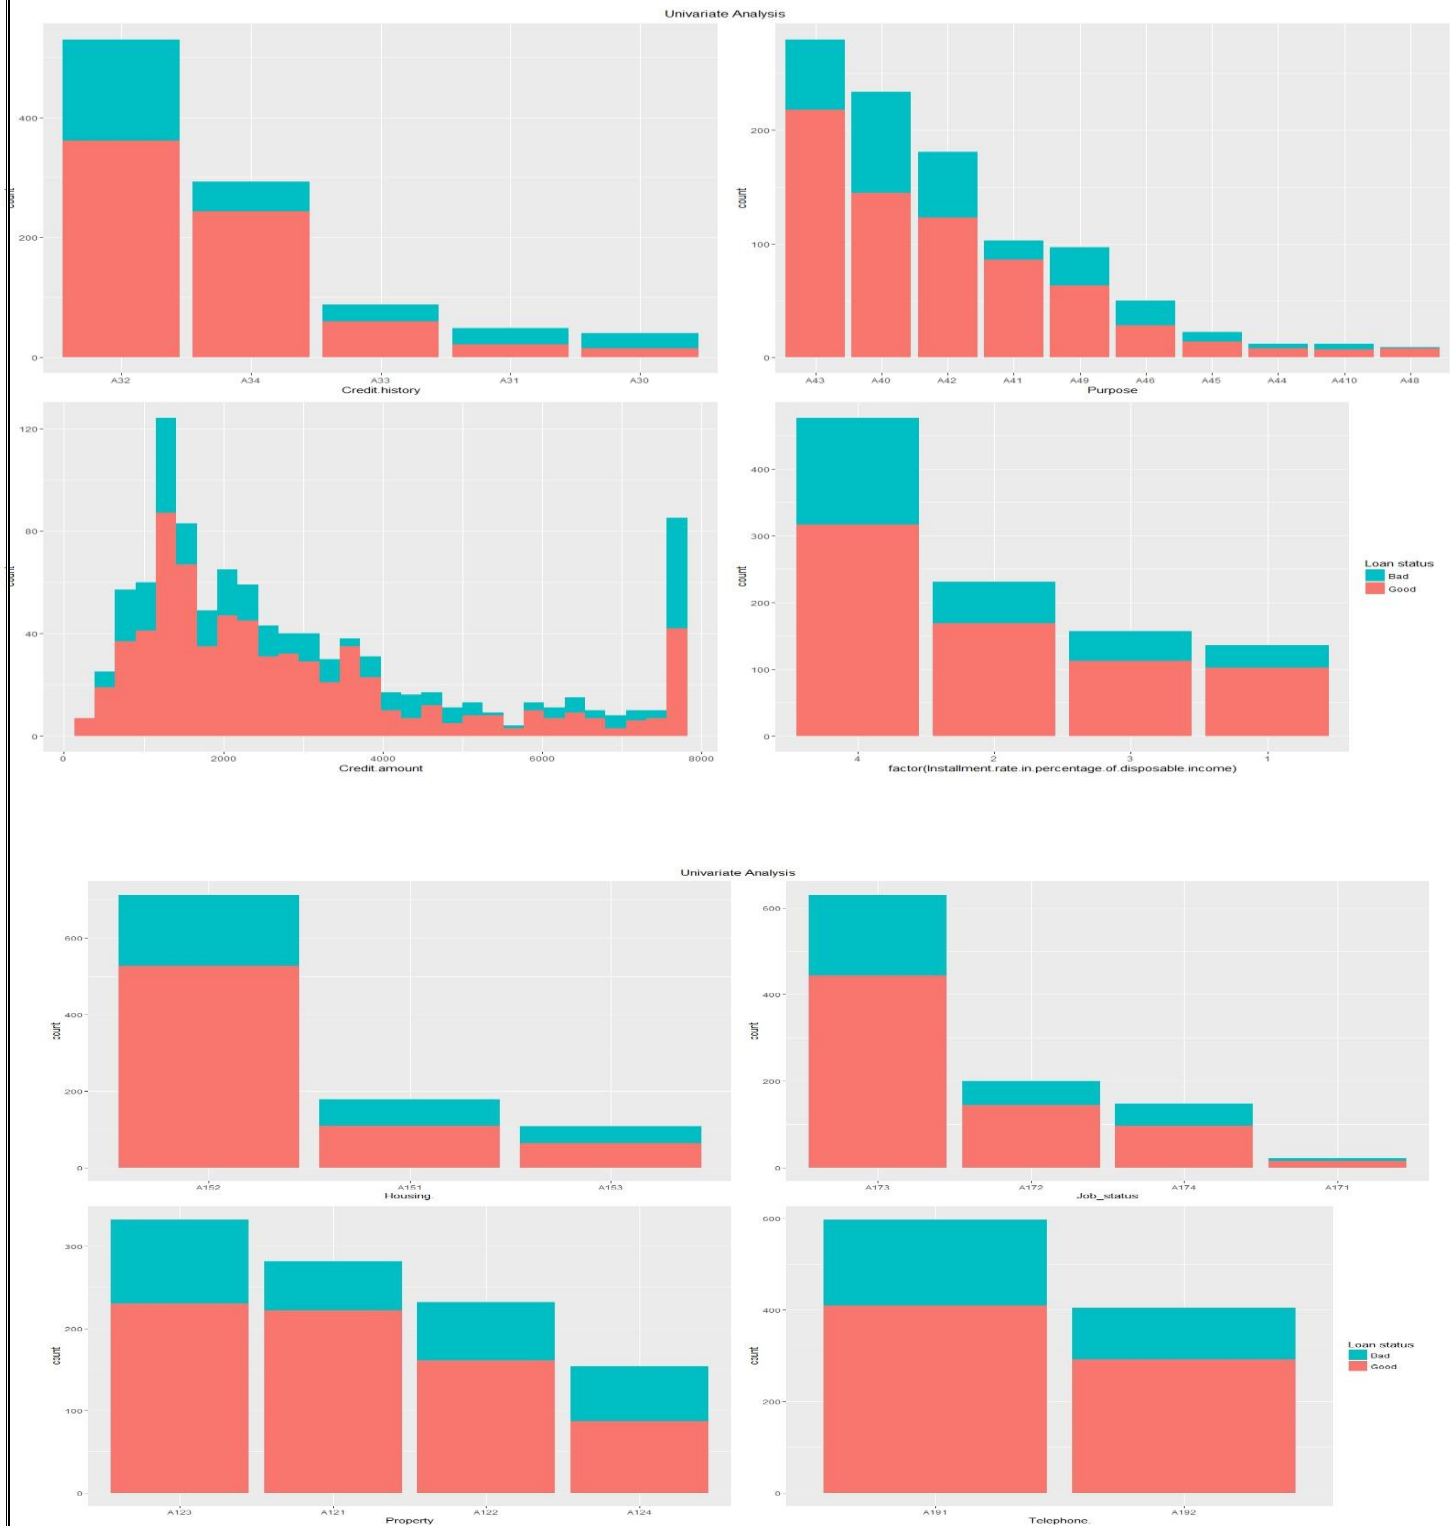 Univariate Analysis
count
400
200
0
A32 A34 A33 A31 A30
Credit.history
count
200
100
0
A43 A40 A42 A41 A49 A46 A45 A44 A410 A48
Purpose
count
120
80
40
0
0 2000 4000 6000 8000
Credit.amount
count
400
300
200
100
0
4 2 3 1
factor(Installment.rate.in.percentage.of.disposable.income)
Loan status
Bad
Good
Univariate Analysis
count
600
400
200
0
A152 A151 A153
Housing.
count
600
400
200
0
A173 A172 A174 A171
Job_status
count
300
200
100
0
A123 A121 A122 A124
Property
count
600
400
200
0
A191 A192
Telephone.
Loan status
Bad
Good